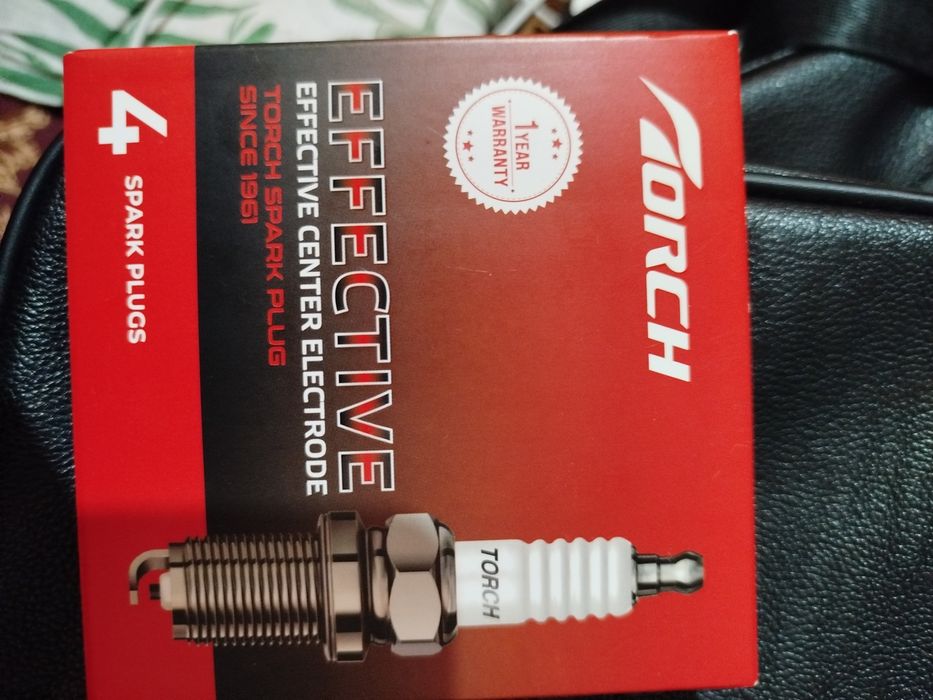 TORCH
1 YEAR
WARRANTY
EFFECTIVE
EFFECTIVE CENTER ELECTRODE
TORCH SPARK PLUG
SINCE 1961
TORCH
4 SPARK PLUGS